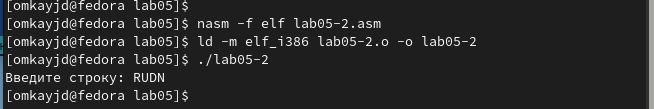 [omkayjd@fedora lab05]$
[omkayjd@fedora lab05]$ nasm -f elf lab05-2.asm
[omkayjd@fedora lab05]$ ld -m elf_i386 lab05-2.o -o lab05-2
[omkayjd@fedora lab05]$ ./lab05-2
Введите строку: RUDN
[omkayjd@fedora lab05]$